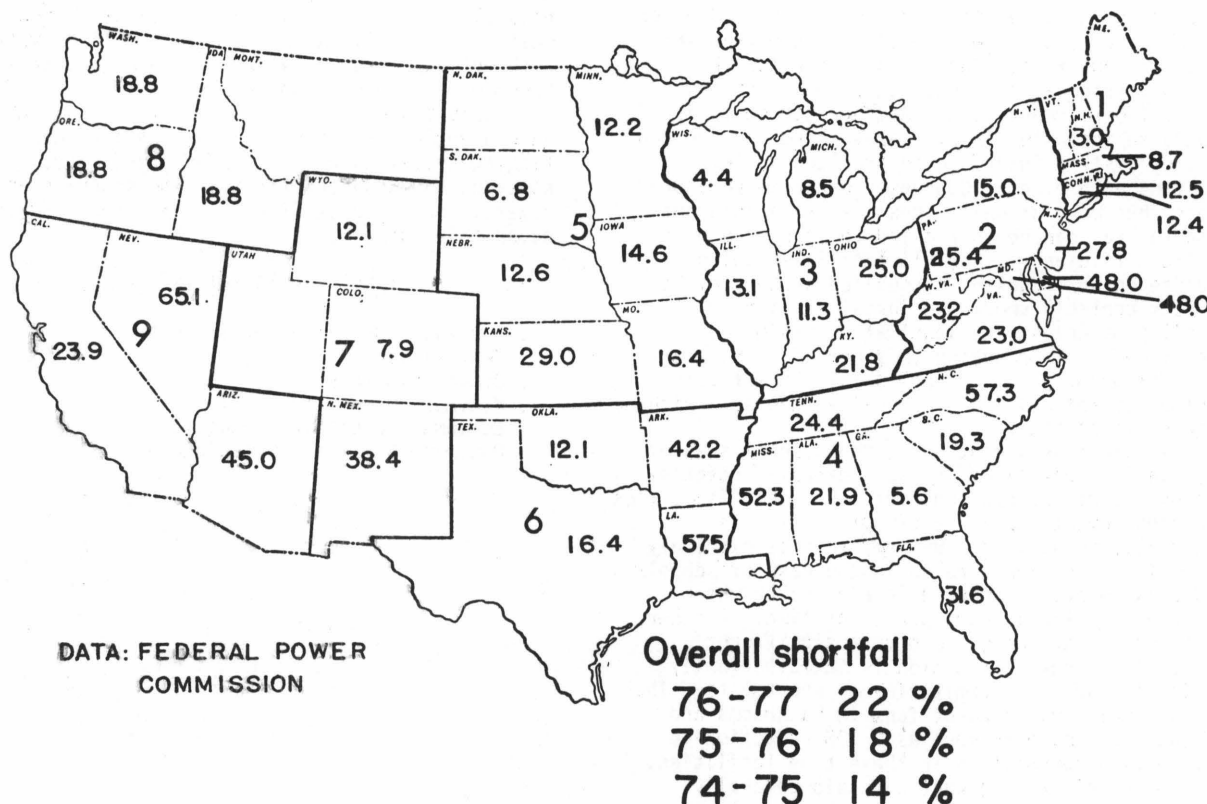 WASH.
IDA
MONT.
N. DAK.
MINN.
ME.
18.8
12.2
WIS.
MICH.
N. Y.
VT.
1
N.H.
3.0
ORE.
8
18.8
18.8
S. DAK.
6.8
4.4
8.5
15.0
MASS.
8.7
CONN.
R.I.
12.5
12.4
WYO.
12.1
5
IOWA
14.6
NEBR.
12.6
ILL.
13.1
IND.
3
11.3
OHIO
25.0
PA.
2
25.4
N.J.
27.8
MD.
48.0
48.0
CAL.
NEV.
65.1
UTAH
COLO.
7
7.9
KANS.
29.0
MO.
16.4
KY.
21.8
W. VA.
23.2
VA.
23.0
23.9
9
ARIZ.
45.0
N. MEX.
38.4
OKLA.
12.1
TEX.
6
16.4
ARK.
42.2
LA.
57.5
TENN.
24.4
N. C.
57.3
S. C.
19.3
MISS.
52.3
ALA.
4
21.9
GA.
5.6
FLA.
31.6
DATA: FEDERAL POWER
COMMISSION
Overall shortfall
76-77 22 %
75-76 18 %
74-75 14 %